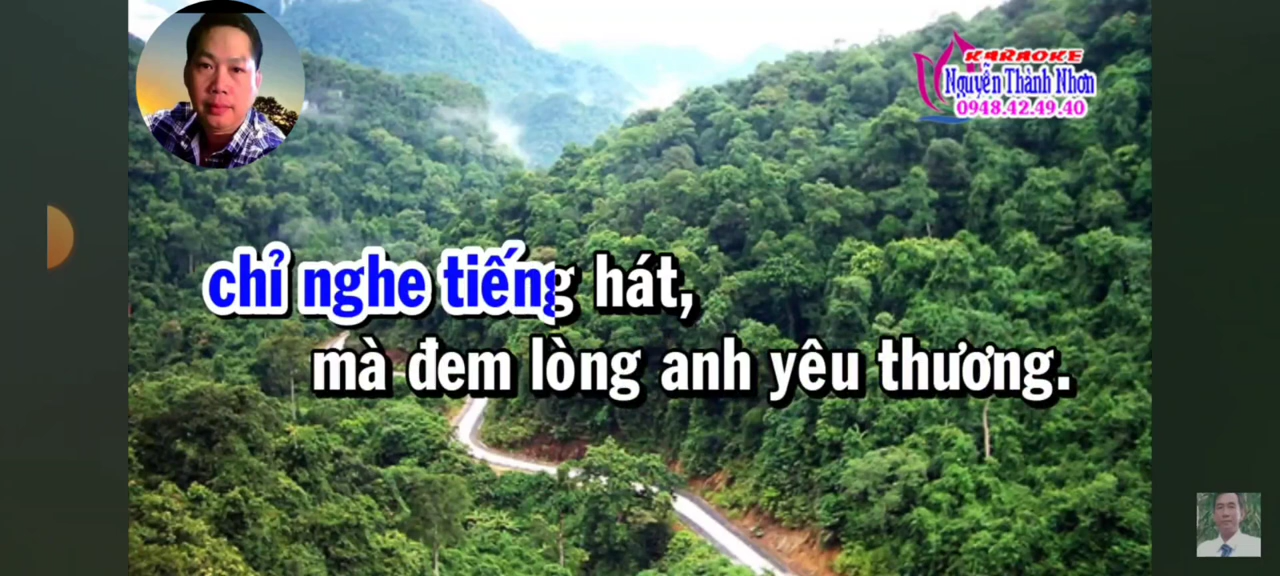 KARAOKE
Nguyễn Thành Nhơn
0948.42.49.40
chỉ nghe tiếng hát,
mà đem lòng anh yêu thương.